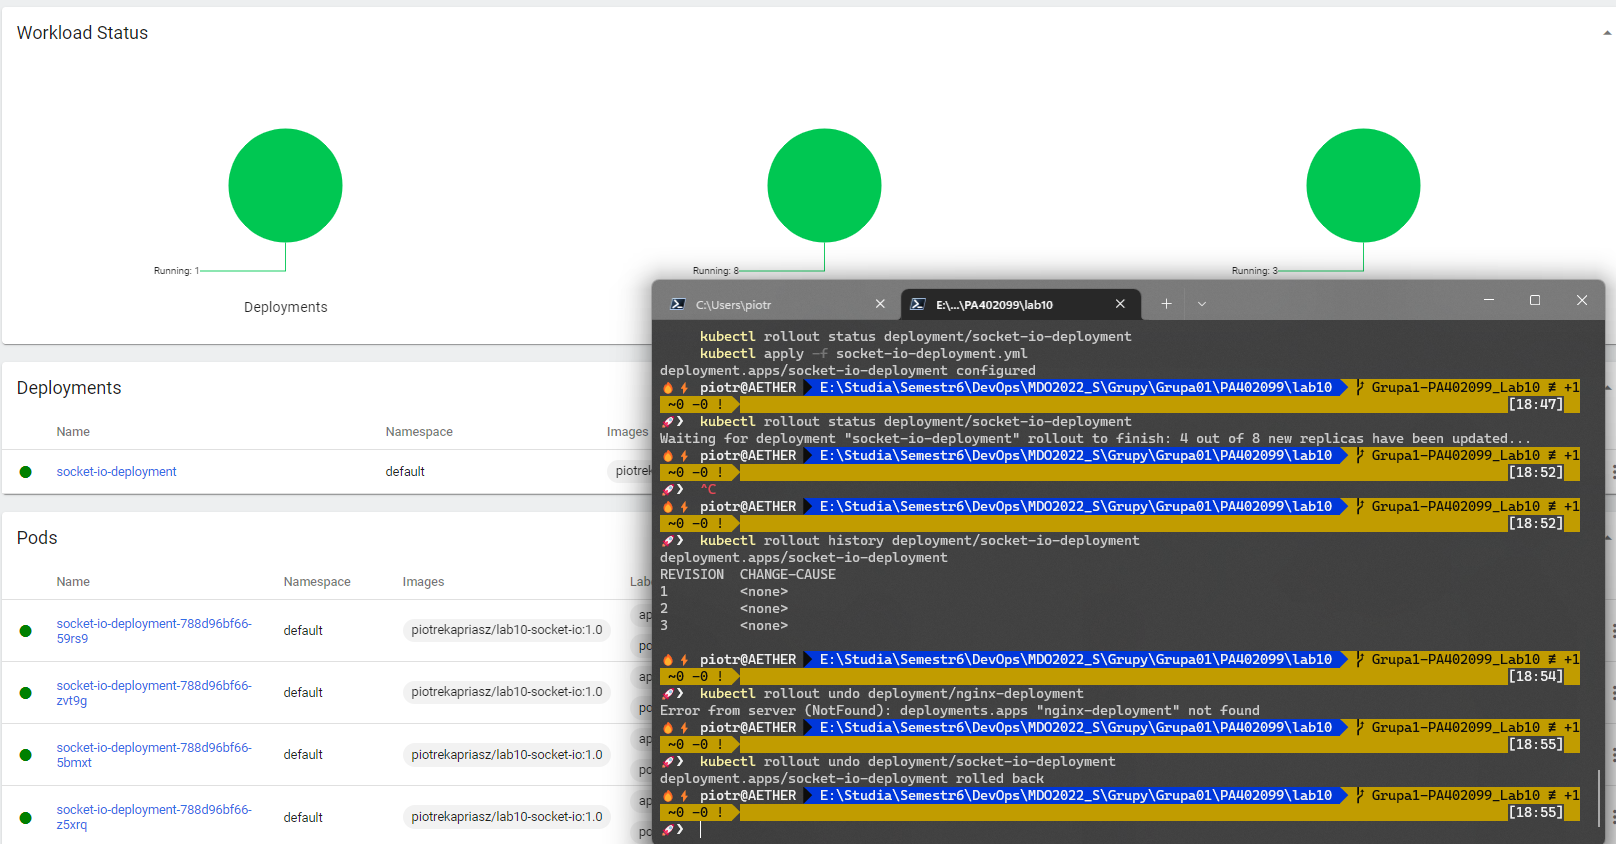 Workload Status
Running: 1
Running: 8
Running: 3
Deployments
Deployments
Name Namespace Images
socket-io-deployment default piotrek
Pods
Name Namespace Images Lab
socket-io-deployment-788d96bf66-
59rs9
default piotrekapriasz/lab10-socket-io:1.0 ap
po
socket-io-deployment-788d96bf66-
zvt9g
default piotrekapriasz/lab10-socket-io:1.0 ap
po
socket-io-deployment-788d96bf66-
5bmxt
default piotrekapriasz/lab10-socket-io:1.0 ap
po
socket-io-deployment-788d96bf66-
z5xrq
default piotrekapriasz/lab10-socket-io:1.0 ap
po
C:\Users\piotr E:\...\PA402099\lab10
kubectl rollout status deployment/socket-io-deployment
kubectl apply -f socket-io-deployment.yml
deployment.apps/socket-io-deployment configured
piotr@AETHER E:\Studia\Semestr6\DevOps\MDO2022_S\Grupy\Grupa01\PA402099\lab10 Grupa1-PA402099_Lab10 ≢ +1
~0 -0 ! [18:47]
❯ kubectl rollout status deployment/socket-io-deployment
Waiting for deployment "socket-io-deployment" rollout to finish: 4 out of 8 new replicas have been updated...
piotr@AETHER E:\Studia\Semestr6\DevOps\MDO2022_S\Grupy\Grupa01\PA402099\lab10 Grupa1-PA402099_Lab10 ≢ +1
~0 -0 ! [18:52]
❯ ^C
piotr@AETHER E:\Studia\Semestr6\DevOps\MDO2022_S\Grupy\Grupa01\PA402099\lab10 Grupa1-PA402099_Lab10 ≢ +1
~0 -0 ! [18:52]
❯ kubectl rollout history deployment/socket-io-deployment
deployment.apps/socket-io-deployment
REVISION CHANGE-CAUSE
1 <none>
2 <none>
3 <none>
piotr@AETHER E:\Studia\Semestr6\DevOps\MDO2022_S\Grupy\Grupa01\PA402099\lab10 Grupa1-PA402099_Lab10 ≢ +1
~0 -0 ! [18:54]
❯ kubectl rollout undo deployment/nginx-deployment
Error from server (NotFound): deployments.apps "nginx-deployment" not found
piotr@AETHER E:\Studia\Semestr6\DevOps\MDO2022_S\Grupy\Grupa01\PA402099\lab10 Grupa1-PA402099_Lab10 ≢ +1
~0 -0 ! [18:55]
❯ kubectl rollout undo deployment/socket-io-deployment
deployment.apps/socket-io-deployment rolled back
piotr@AETHER E:\Studia\Semestr6\DevOps\MDO2022_S\Grupy\Grupa01\PA402099\lab10 Grupa1-PA402099_Lab10 ≢ +1
~0 -0 ! [18:55]
❯